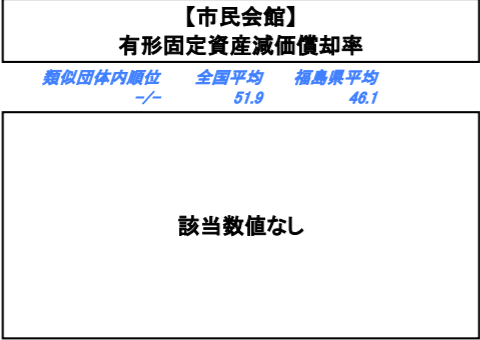 【市民会館】
有形固定資産減価償却率
類似団体内順位 全国平均 福島県平均
-/- 51.9 46.1
該当数値なし